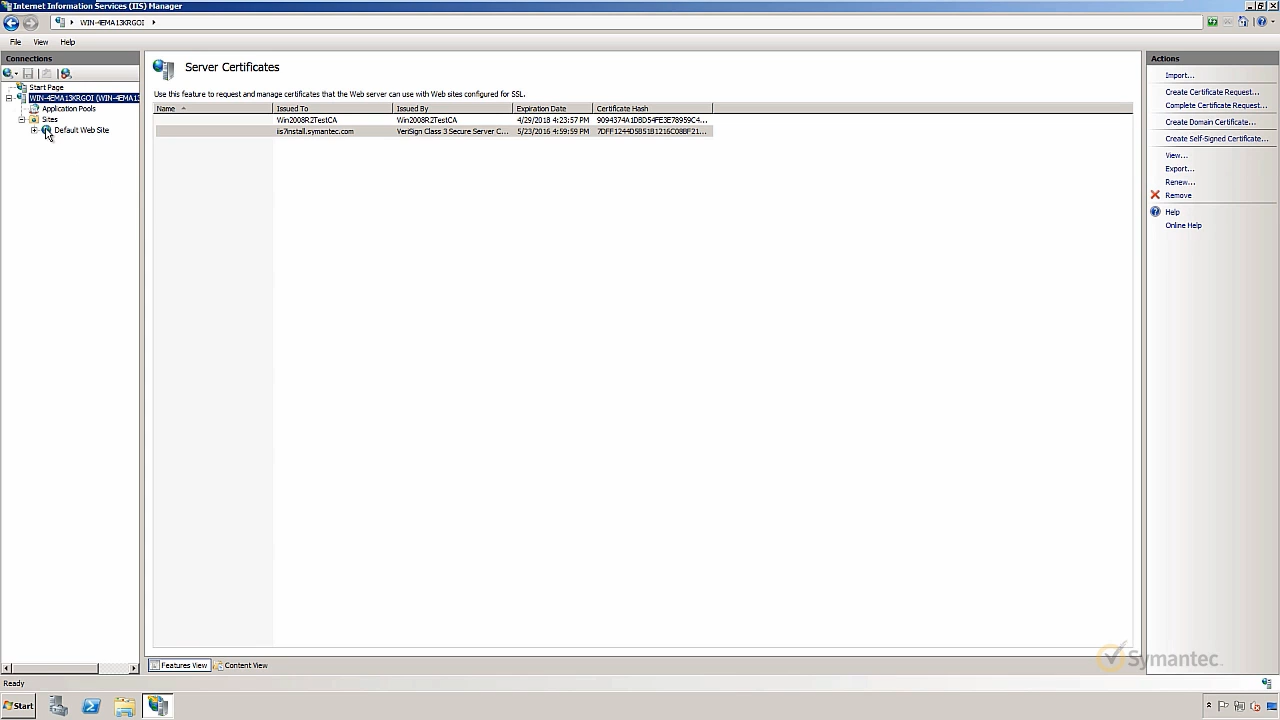 Internet Information Services (IIS) Manager
WIN-4EMA13KRGOI
File View Help
Connections
Start Page
WIN-4EMA13KRGOI (WIN-4EMA13
Application Pools
Sites
Default Web Site
Server Certificates
Use this feature to request and manage certificates that the Web server can use with Web sites configured for SSL.
Name Issued To Issued By Expiration Date Certificate Hash
Win2008R2TestCA Win2008R2TestCA 4/29/2018 4:23:57 PM 9094374A1DBD54FE3E78959C4...
iis7install.symantec.com VeriSign Class 3 Secure Server C... 5/23/2016 4:59:59 PM 7DFF1244D5B51B1216C08BF21...
Actions
Import...
Create Certificate Request...
Complete Certificate Request...
Create Domain Certificate...
Create Self-Signed Certificate...
View...
Export...
Renew...
Remove
Help
Online Help
Features View Content View
Symantec.
Ready
Start